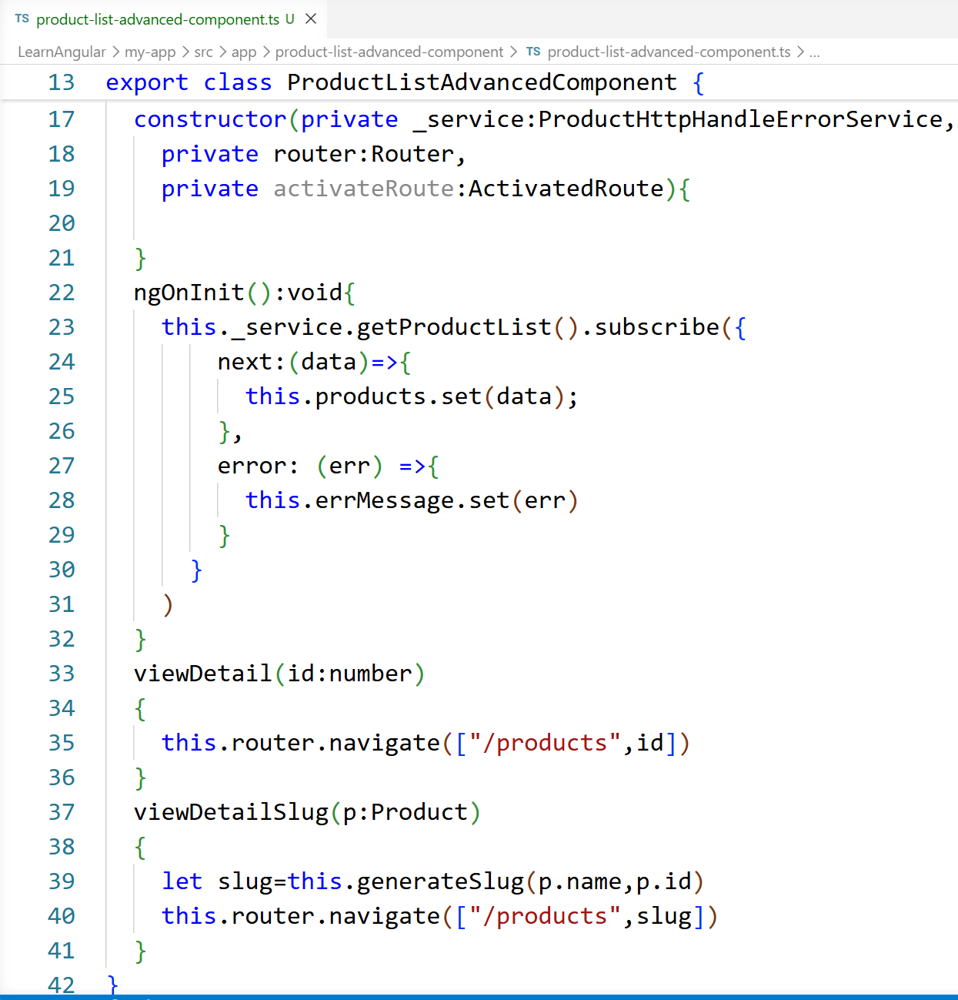 TS product-list-advanced-component.ts U
LearnAngular > my-app > src > app > product-list-advanced-component > TS product-list-advanced-component.ts > ...
13 export class ProductListAdvancedComponent {
17 constructor(private _service:ProductHttpHandleErrorService,
18 private router:Router,
19 private activateRoute:ActivatedRoute){
20
21 }
22 ngOnInit():void{
23 this._service.getProductList().subscribe({
24 next:(data)=>{
25 this.products.set(data);
26 },
27 error: (err) =>{
28 this.errMessage.set(err)
29 }
30 }
31 )
32 }
33 viewDetail(id:number)
34 {
35 this.router.navigate(["/products",id])
36 }
37 viewDetailSlug(p:Product)
38 {
39 let slug=this.generateSlug(p.name,p.id)
40 this.router.navigate(["/products",slug])
41 }
42 }